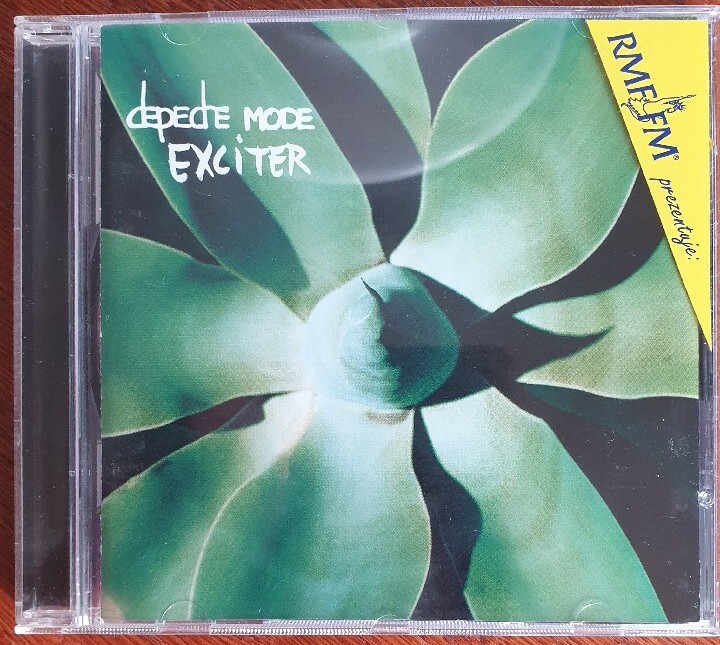 depeche MODE
EXCiTER
RMF FM®
prezentuje: